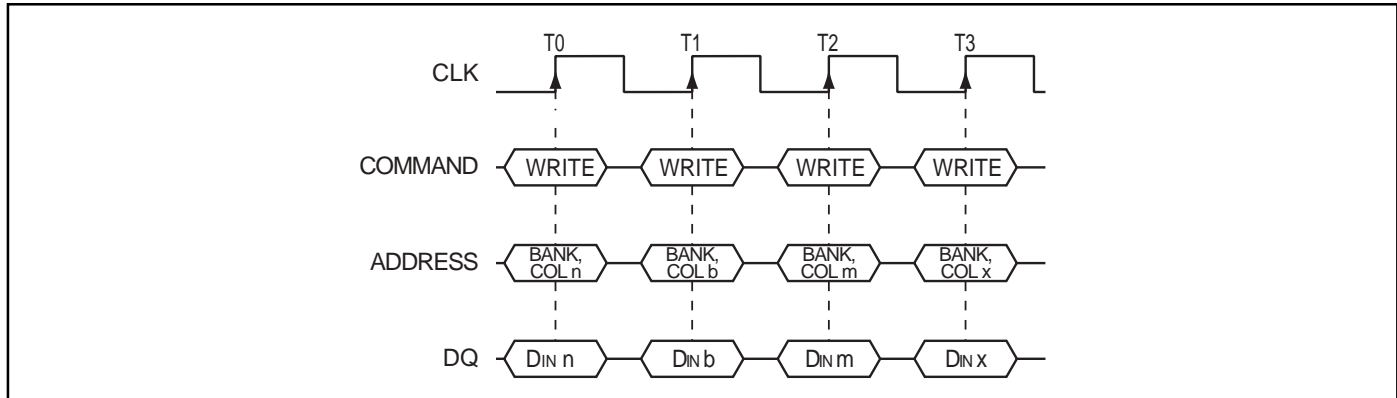 T0 T1 T2 T3
CLK
COMMAND WRITE WRITE WRITE WRITE
ADDRESS BANK, COL n BANK, COL b BANK, COL m BANK, COL x
DQ DIN n DIN b DIN m DIN x